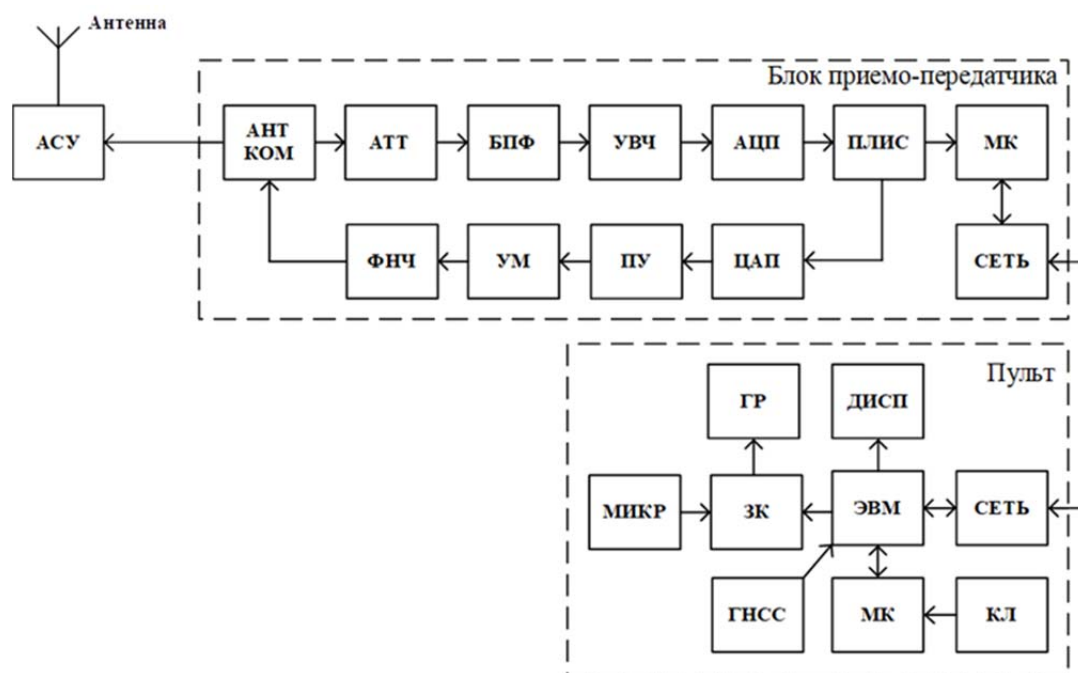 Антенна
Блок приемо-передатчика
АСУ
АНТ
КОМ
АТТ
БПФ
УВЧ
АЦП
ПЛИС
МК
ФНЧ
УМ
ПУ
ЦАП
СЕТЬ
Пульт
ГР
ДИСП
МИКР
ЗК
ЭВМ
СЕТЬ
ГНСС
МК
КЛ